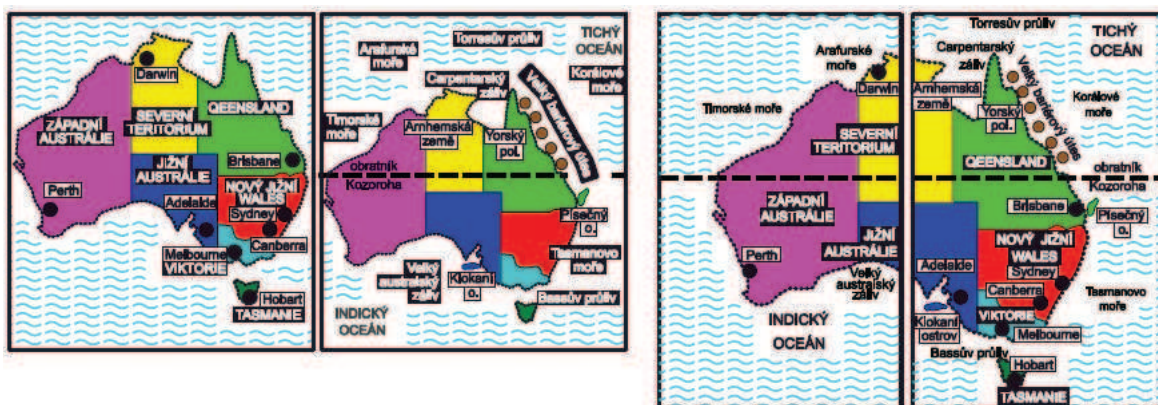 Darwin
ZÁPADNÍ
AUSTRÁLIE
SEVERNÍ
TERITORIUM
QEENSLAND
JIŽNÍ
AUSTRÁLIE
Brisbane
Perth
Adelaide
NOVÝ JIŽNÍ
WALES
Sydney
Canberra
Melbourne
VIKTORIE
Hobart
TASMANIE
Torresův průliv
TICHÝ
OCEÁN
Arafurské
moře
Carpentarský
záliv
Korálové
moře
Velký bariérový útes
Timorské
moře
Arnhemská
země
Yorský
pol.
obratník
Kozoroha
Písečný
o.
Tasmanovo
moře
Velký
australský
záliv
Klokaní
o.
Bassův průliv
INDICKÝ
OCEÁN
Arafurské
moře
Darwin
Timorské moře
SEVERNÍ
TERITORIUM
ZÁPADNÍ
AUSTRÁLIE
JIŽNÍ
AUSTRÁLIE
Perth
Velký
australský
záliv
INDICKÝ
OCEÁN
Torresův průliv
TICHÝ
OCEÁN
Carpentarský
záliv
Velký bariérový útes
Arnhemská
země
Korálové
moře
Yorský
pol.
QEENSLAND
obratník
Kozoroha
Brisbane
Písečný
o.
NOVÝ JIŽNÍ
WALES
Adelaide
Sydney
Canberra
Tasmanovo
moře
VIKTORIE
Klokaní
ostrov
Melbourne
Bassův průliv
Hobart
TASMANIE